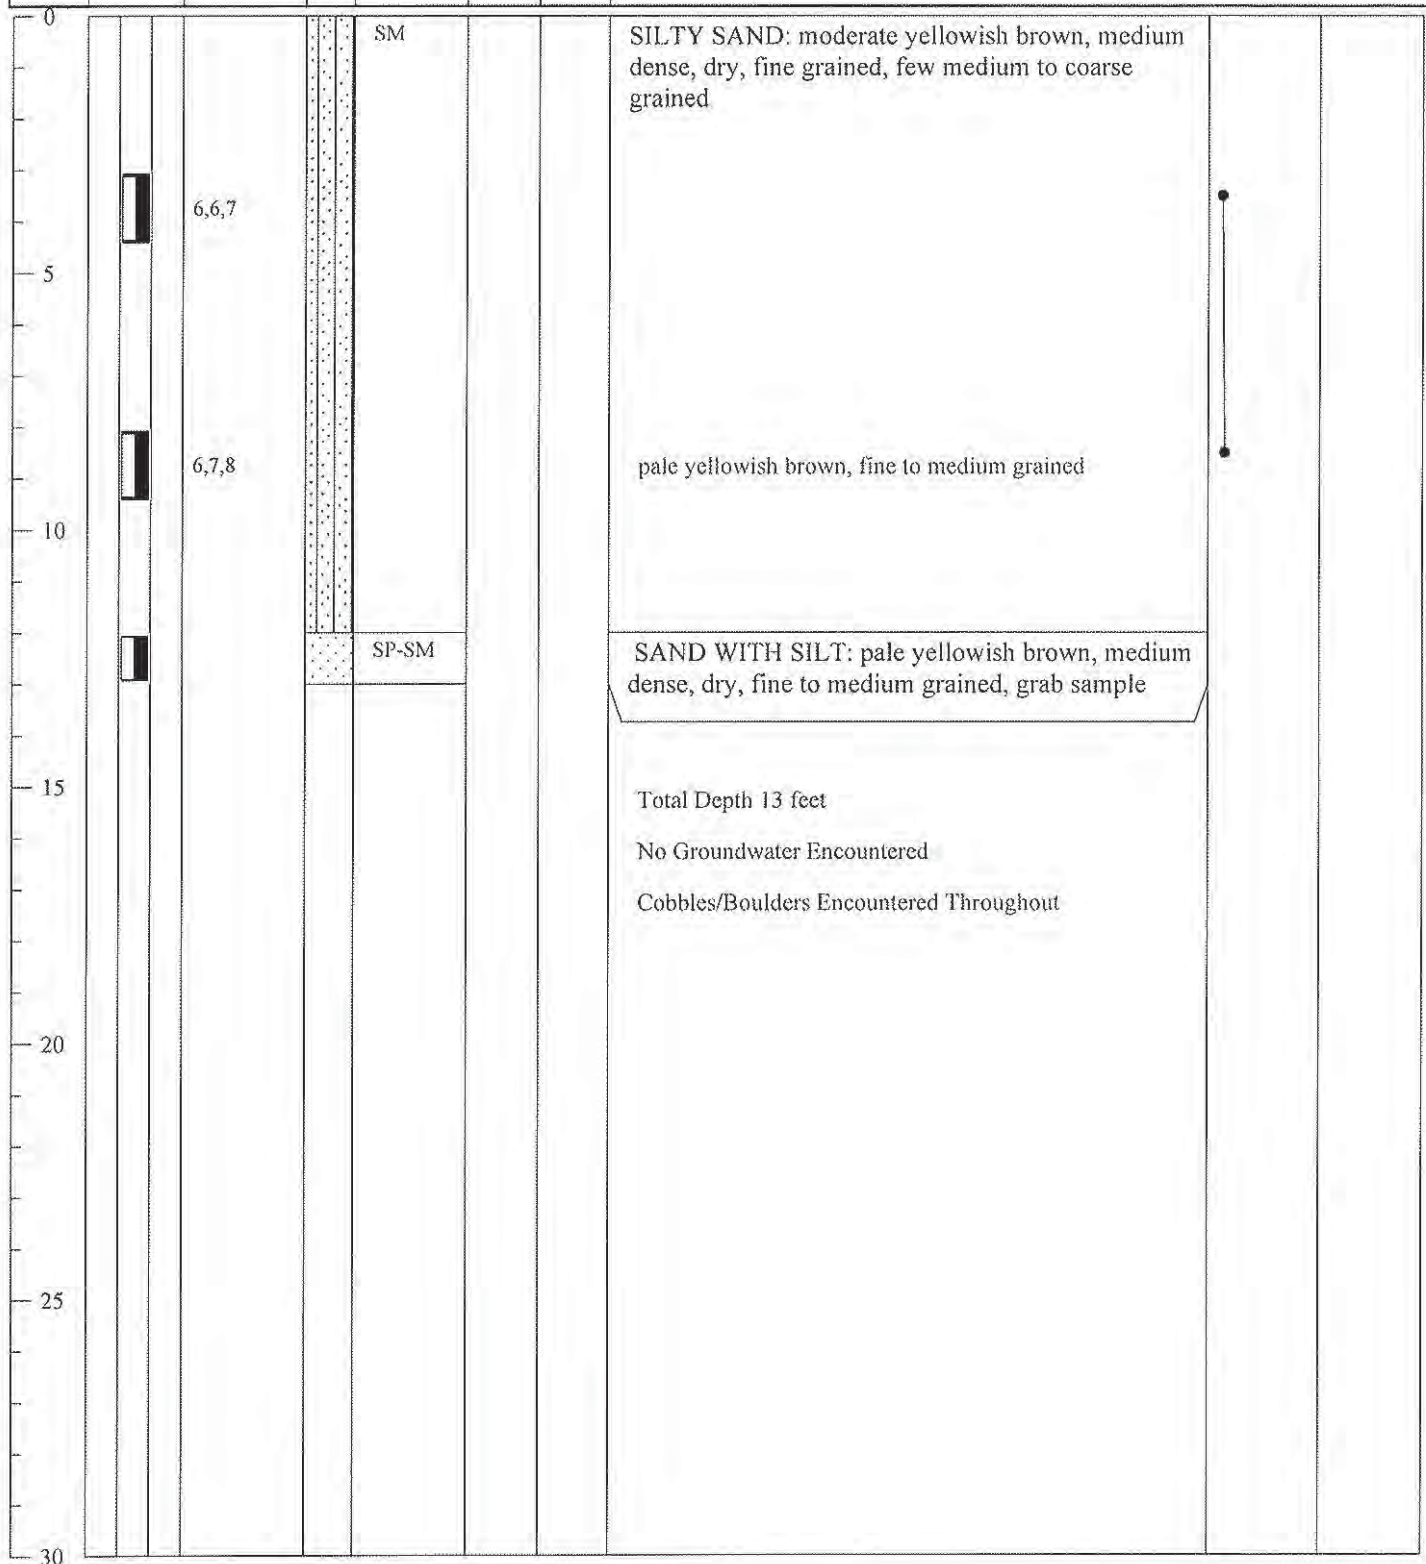 0
SM
SILTY SAND: moderate yellowish brown, medium
dense, dry, fine grained, few medium to coarse
grained
6,6,7
5
6,7,8
pale yellowish brown, fine to medium grained
10
SP-SM
SAND WITH SILT: pale yellowish brown, medium
dense, dry, fine to medium grained, grab sample
15
Total Depth 13 feet
No Groundwater Encountered
Cobbles/Boulders Encountered Throughout
20
25
30